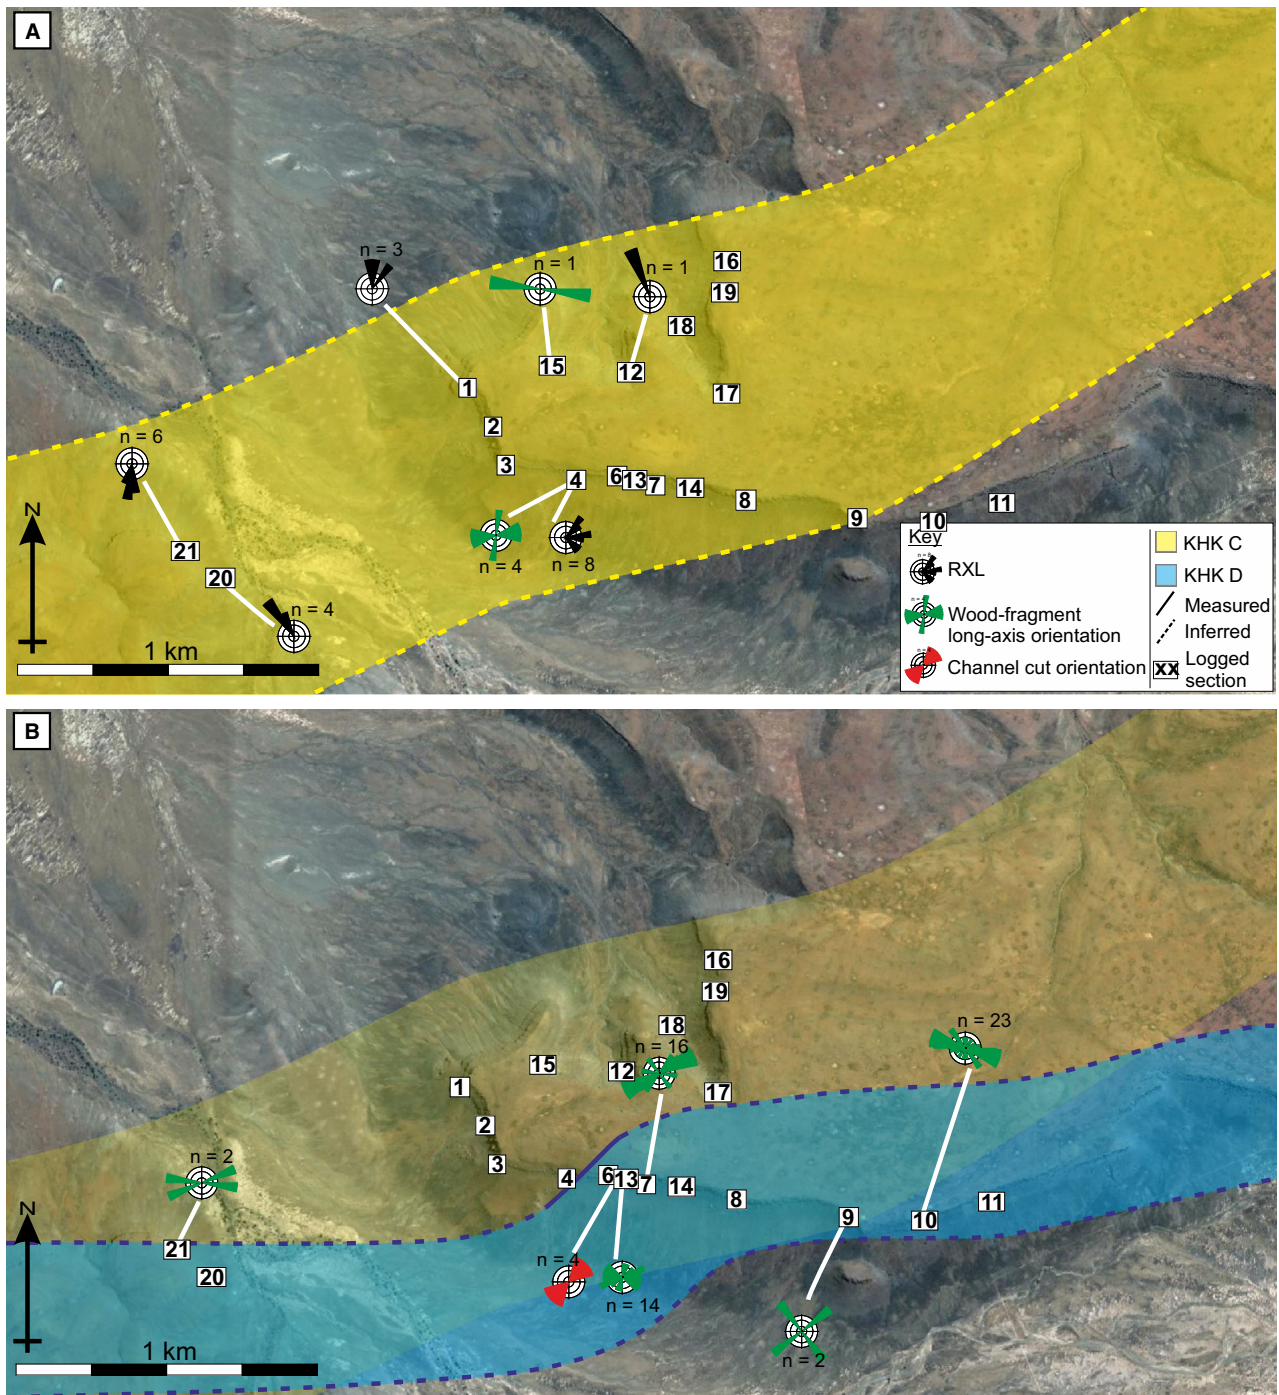 A
n = 3
n = 1
n = 1
16
19
18
15
12
1
17
2
n = 6
3
4
6
13
7
14
8
9
10
11
21
20
n = 4
n = 8
n = 4
N
1 km
Key
RXL
Wood-fragment
long-axis orientation
Channel cut orientation
KHK C
KHK D
Measured
Inferred
XX
Logged
section
B
16
19
18
n = 23
n = 16
15
12
1
17
2
n = 2
3
4
6
13
7
14
8
9
10
11
21
20
n = 4
n = 14
n = 2
N
1 km